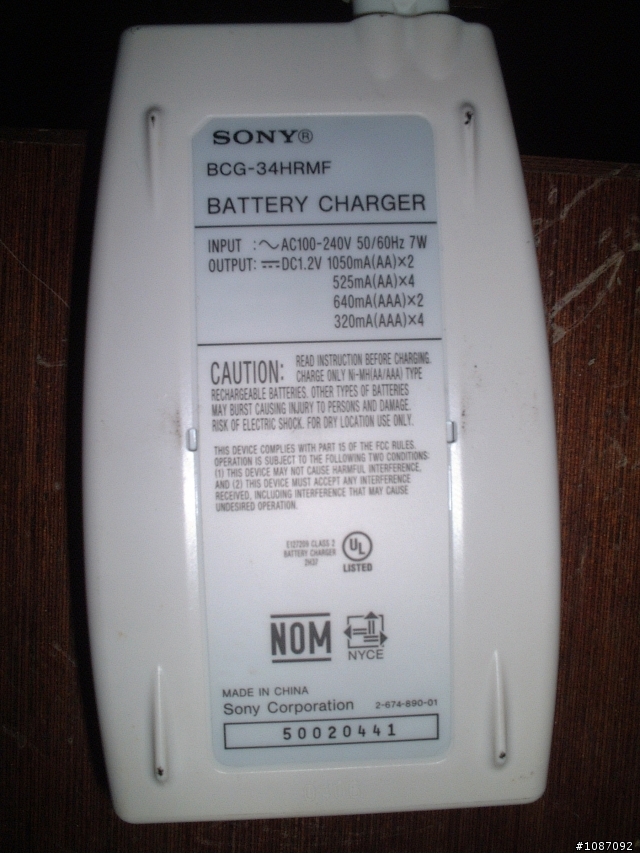 SONY®
BCG-34HRMF
BATTERY CHARGER
INPUT :∼AC100-240V 50/60Hz 7W
OUTPUT: ⎓DC1.2V 1050mA(AA)×2
525mA(AA)×4
640mA(AAA)×2
320mA(AAA)×4
CAUTION: READ INSTRUCTION BEFORE CHARGING.
CHARGE ONLY Ni-MH(AA/AAA) TYPE
RECHARGEABLE BATTERIES. OTHER TYPES OF BATTERIES
MAY BURST CAUSING INJURY TO PERSONS AND DAMAGE.
RISK OF ELECTRIC SHOCK. FOR DRY LOCATION USE ONLY.
THIS DEVICE COMPLIES WITH PART 15 OF THE FCC RULES.
OPERATION IS SUBJECT TO THE FOLLOWING TWO CONDITIONS:
(1) THIS DEVICE MAY NOT CAUSE HARMFUL INTERFERENCE,
AND (2) THIS DEVICE MUST ACCEPT ANY INTERFERENCE
RECEIVED, INCLUDING INTERFERENCE THAT MAY CAUSE
UNDESIRED OPERATION.
CLASS 2
BATTERY CHARGER
UL
LISTED
NOM
NYCE
MADE IN CHINA
Sony Corporation 2-674-890-01
50020441
#1087092